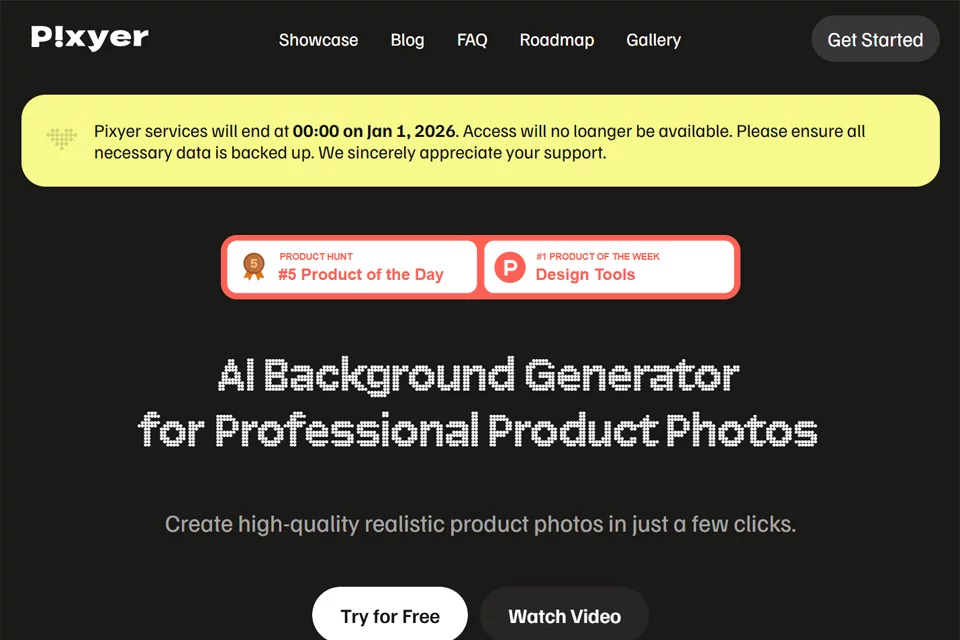 P!xyer
Showcase
Blog
FAQ
Roadmap
Gallery
Get Started
Pixyer services will end at 00:00 on Jan 1, 2026. Access will no loanger be available. Please ensure all
necessary data is backed up. We sincerely appreciate your support.
5
PRODUCT HUNT
#5 Product of the Day
P
#1 PRODUCT OF THE WEEK
Design Tools
AI Background Generator
for Professional Product Photos
Create high-quality realistic product photos in just a few clicks.
Try for Free
Watch Video